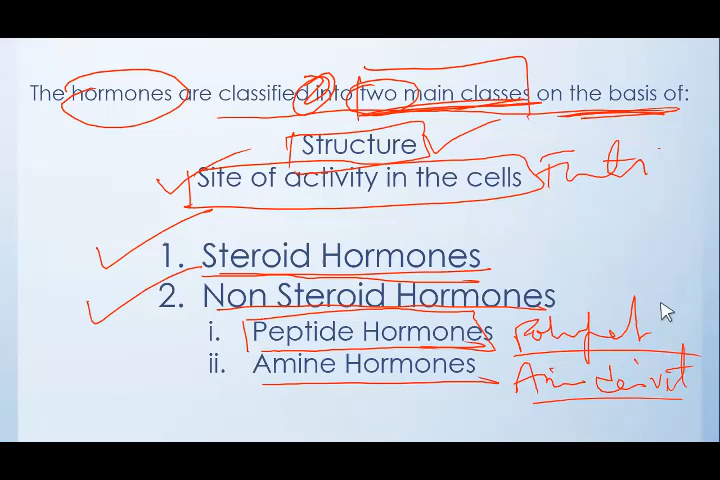 The hormones are classified into two main classes on the basis of:
Structure
Site of activity in the cells
1. Steroid Hormones
2. Non Steroid Hormones
i. Peptide Hormones
ii. Amine Hormones